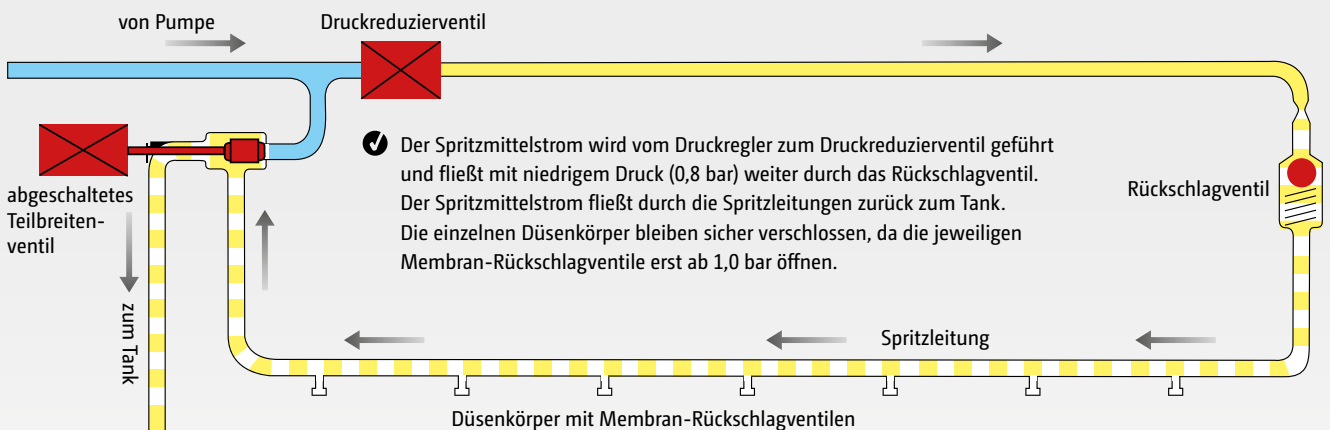 von Pumpe
Druckreduzierventil
Der Spritzmittelstrom wird vom Druckregler zum Druckreduzierventil geführt
und fließt mit niedrigem Druck (0,8 bar) weiter durch das Rückschlagventil.
Der Spritzmittelstrom fließt durch die Spritzleitungen zurück zum Tank.
Die einzelnen Düsenkörper bleiben sicher verschlossen, da die jeweiligen
Membran-Rückschlagventile erst ab 1,0 bar öffnen.
abgeschaltetes
Teilbreiten-
ventil
Rückschlagventil
zum Tank
Spritzleitung
Düsenkörper mit Membran-Rückschlagventilen